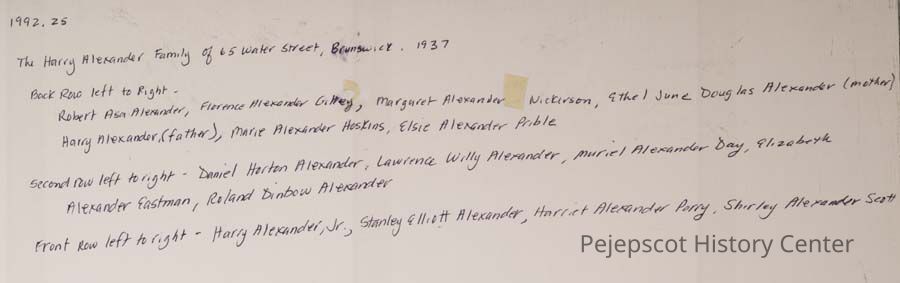 1992.25
The Harry Alexander Family of 65 Water Street, Brunswick. 1937
Back Row left to Right -
Robert Asa Alexander, Florence Alexander Gilley, Margaret Alexander Nickirson, Ethel June Douglas Alexander (mother)
Harry Alexander, (father), Marie Alexander Hoskins, Elsie Alexander Prible
Second row left to right - Daniel Horton Alexander, Lawrence Willy Alexander, Muriel Alexander Day, Elizabeth
Alexander Eastman, Roland Dinbow Alexander
Front Row left to right - Harry Alexander, Jr., Stanley Elliott Alexander, Harriet Alexander Perry, Shirley Alexander Scott
Pejepscot History Center